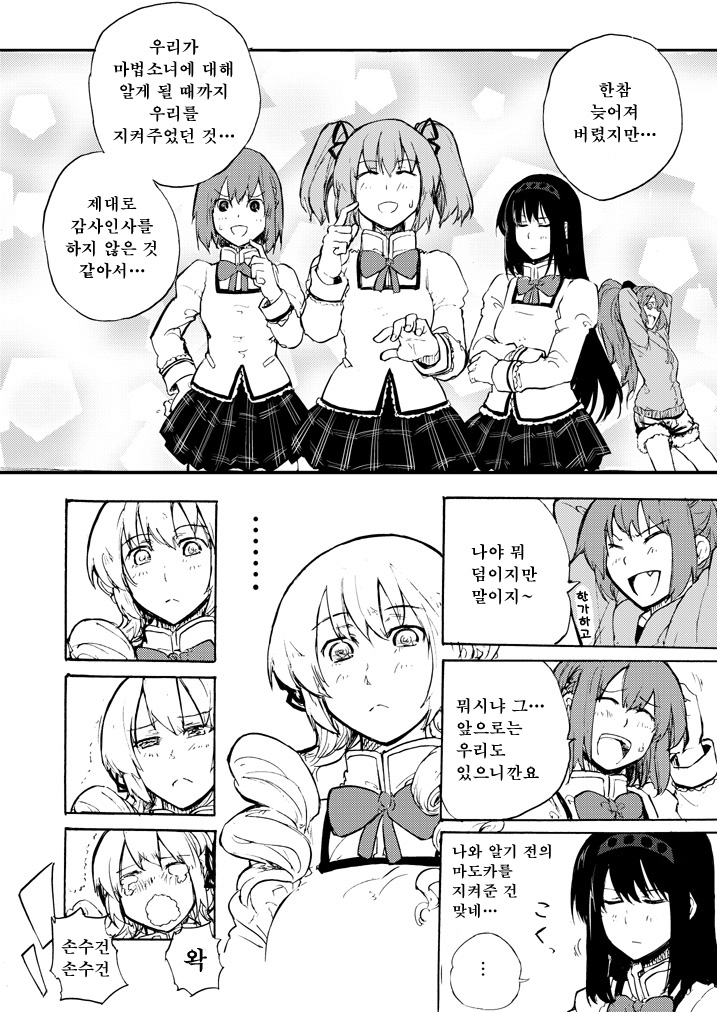 한참
늦어져
버렸지만…
우리가
마법소녀에 대해
알게 될 때까지
우리를
지켜주었던 것…
제대로
감사인사를
하지 않은 것
같아서…
나야 뭐
덤이지만
말이지~
한가하고
뭐시냐 그…
앞으로는
우리도
있으니깐요
나와 알기 전의
마도카를
지켜준 건
맞네…
こく、
…
……
왁
손수건
손수건